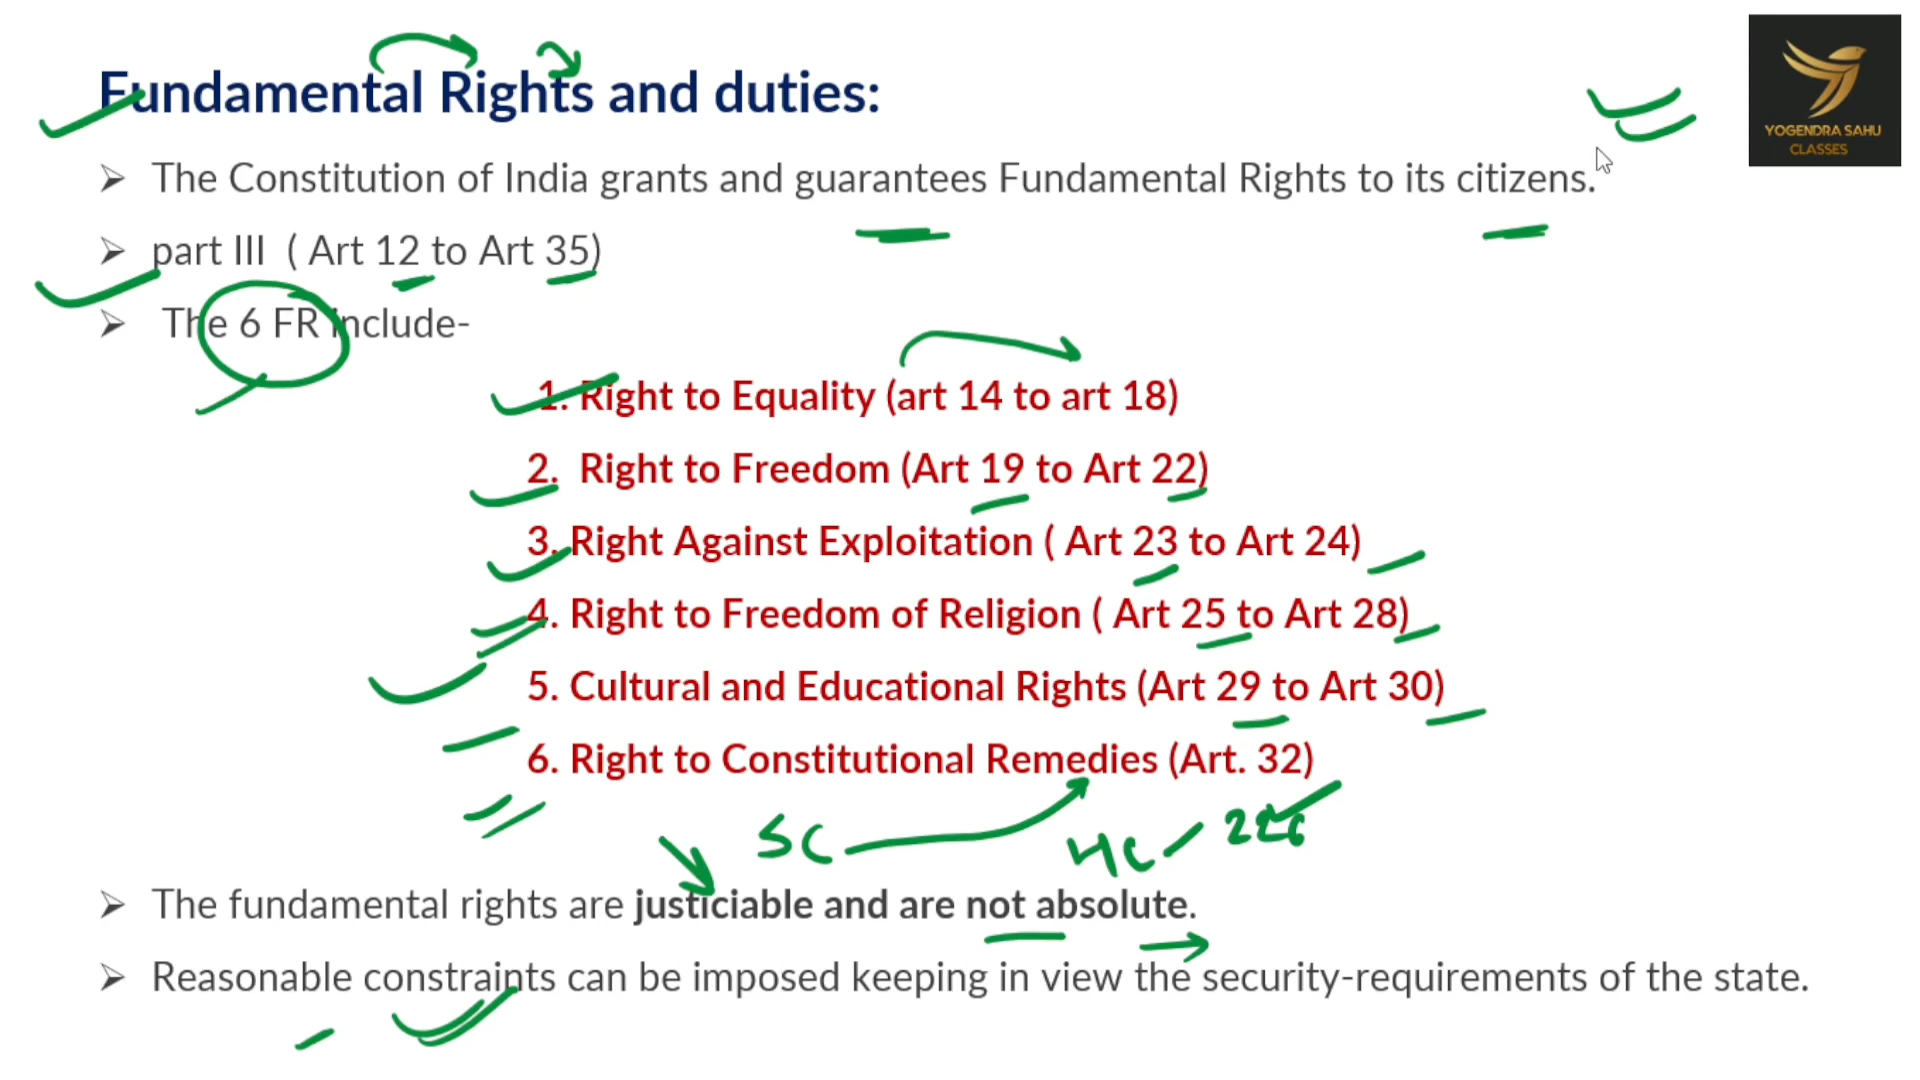 Fundamental Rights and duties:
YOGENDRA SAHU
CLASSES
➢ The Constitution of India grants and guarantees Fundamental Rights to its citizens.
➢ part III ( Art 12 to Art 35)
➢ The 6 FR include-
1. Right to Equality (art 14 to art 18)
2. Right to Freedom (Art 19 to Art 22)
3. Right Against Exploitation ( Art 23 to Art 24)
4. Right to Freedom of Religion ( Art 25 to Art 28)
5. Cultural and Educational Rights (Art 29 to Art 30)
6. Right to Constitutional Remedies (Art. 32)
SC HC 226
➢ The fundamental rights are justiciable and are not absolute.
➢ Reasonable constraints can be imposed keeping in view the security-requirements of the state.